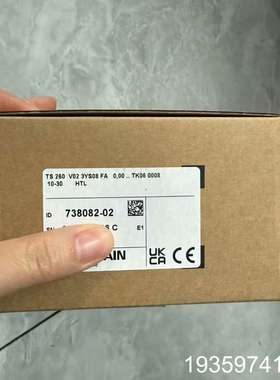 TS 260 V02 3YS08 FA 0,00 .. TK06 0008
10-30 HTL
ID 738082-02
C E1
AIN
UK
CA
CE
19359741